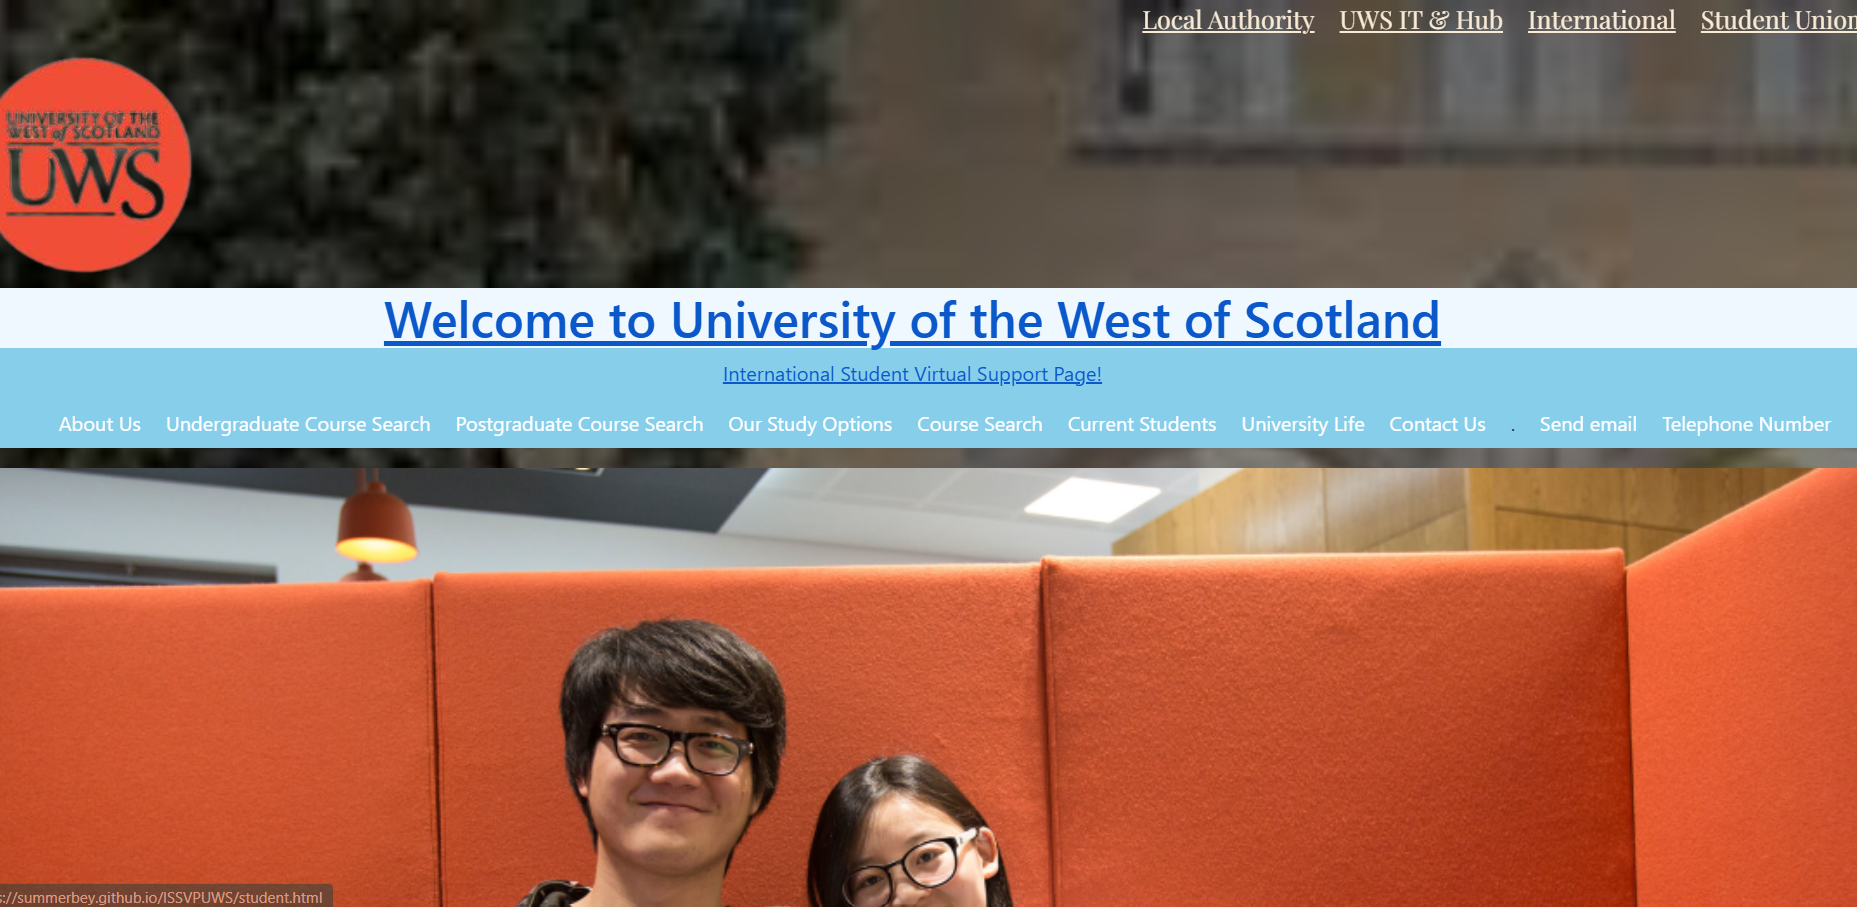 Local Authority UWS IT & Hub International Student Union
UNIVERSITY OF THE
WEST of SCOTLAND
UWS
Welcome to University of the West of Scotland
International Student Virtual Support Page!
About Us Undergraduate Course Search Postgraduate Course Search Our Study Options Course Search Current Students University Life Contact Us . Send email Telephone Number
s://summerbey.github.io/ISSVPUWS/student.html